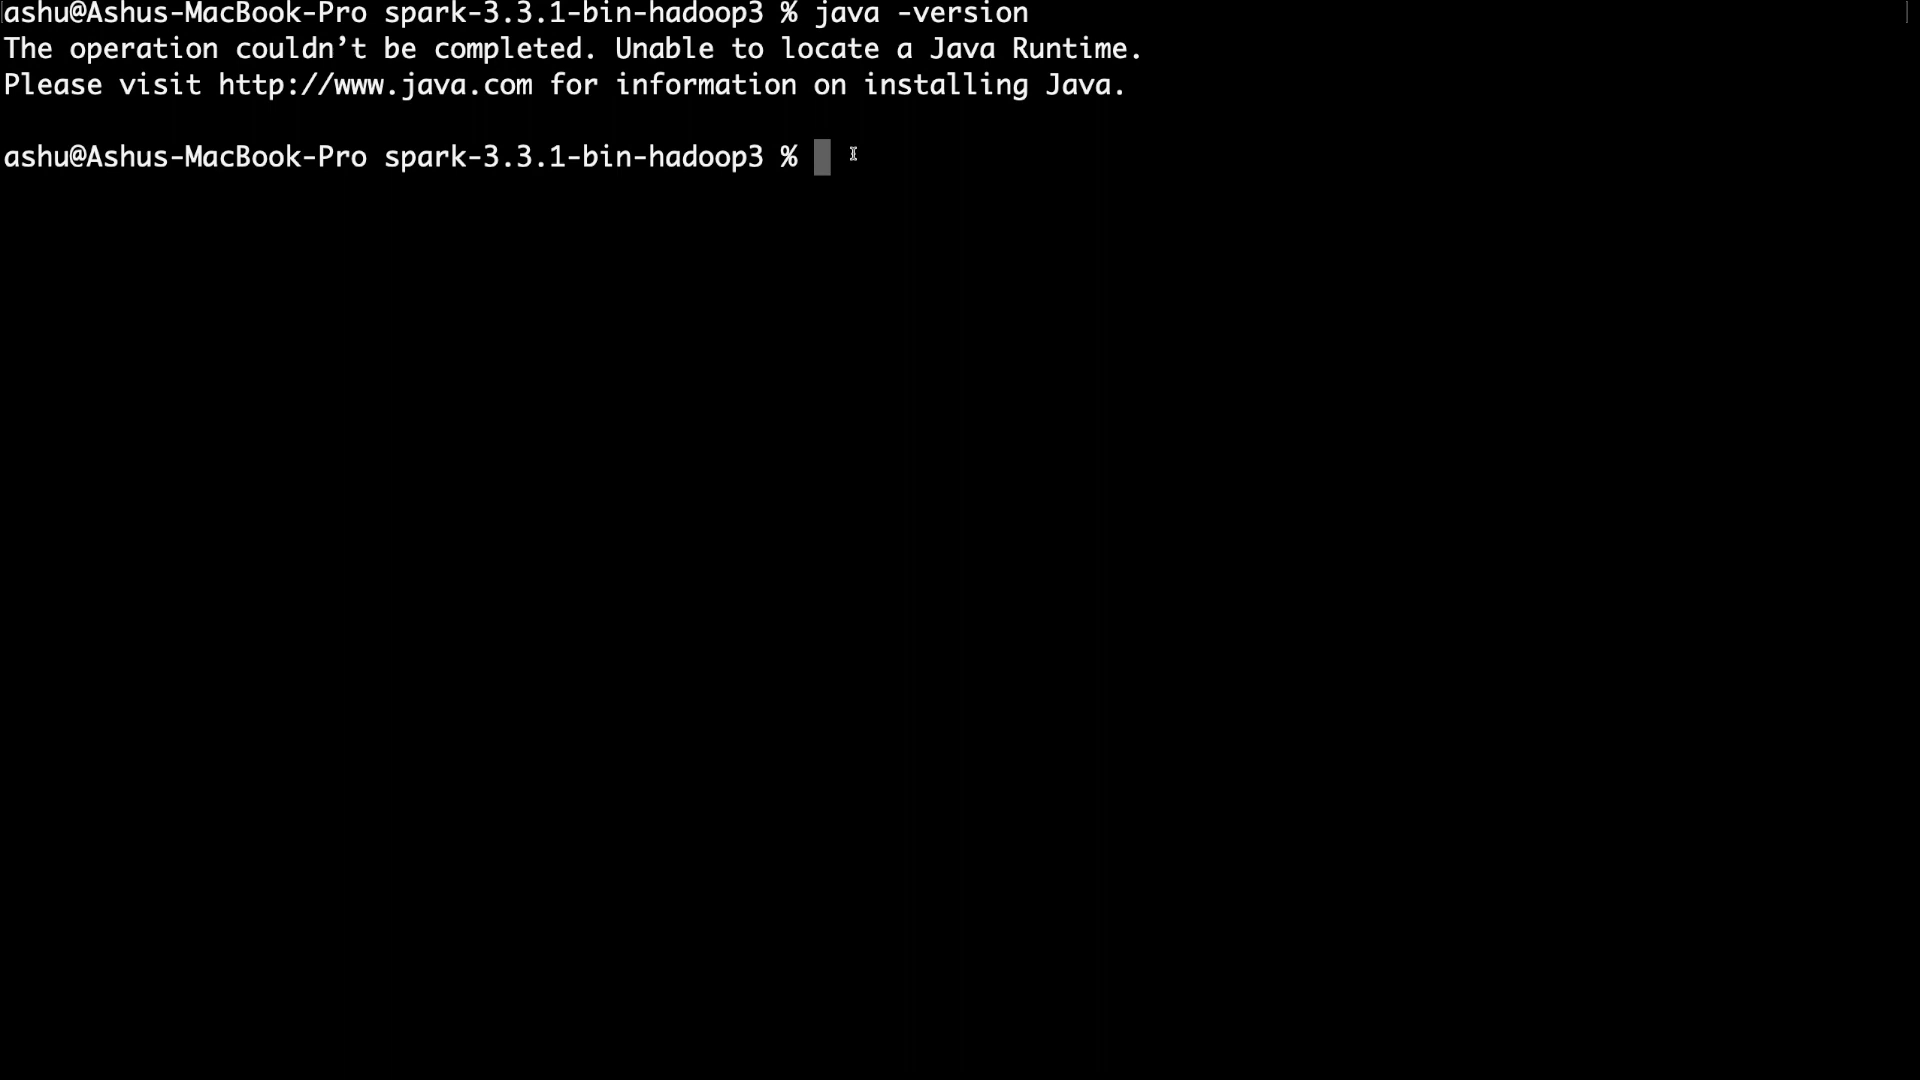 ashu@Ashus-MacBook-Pro spark-3.3.1-bin-hadoop3 % java -version
The operation couldn’t be completed. Unable to locate a Java Runtime.
Please visit http://www.java.com for information on installing Java.
ashu@Ashus-MacBook-Pro spark-3.3.1-bin-hadoop3 %